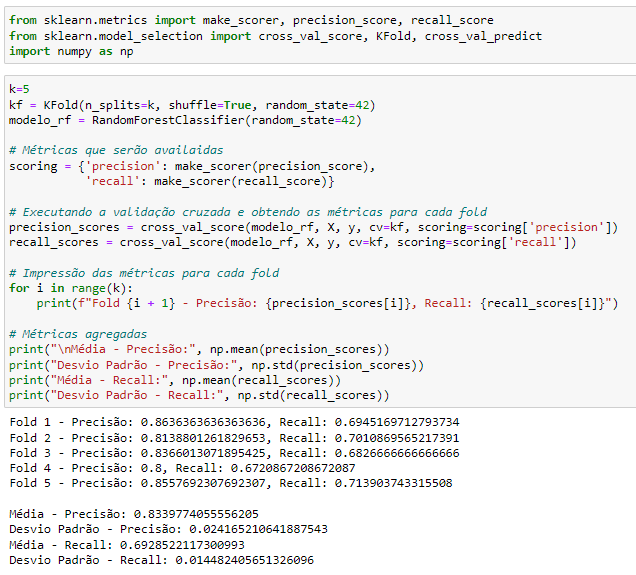 from sklearn.metrics import make_scorer, precision_score, recall_score
from sklearn.model_selection import cross_val_score, KFold, cross_val_predict
import numpy as np
k=5
kf = KFold(n_splits=k, shuffle=True, random_state=42)
modelo_rf = RandomForestClassifier(random_state=42)

# Métricas que serão availaidas
scoring = {'precision': make_scorer(precision_score),
           'recall': make_scorer(recall_score)}

# Executando a validação cruzada e obtendo as métricas para cada fold
precision_scores = cross_val_score(modelo_rf, X, y, cv=kf, scoring=scoring['precision'])
recall_scores = cross_val_score(modelo_rf, X, y, cv=kf, scoring=scoring['recall'])

# Impressão das métricas para cada fold
for i in range(k):
    print(f"Fold {i + 1} - Precisão: {precision_scores[i]}, Recall: {recall_scores[i]}")

# Métricas agregadas
print("\nMédia - Precisão:", np.mean(precision_scores))
print("Desvio Padrão - Precisão:", np.std(precision_scores))
print("Média - Recall:", np.mean(recall_scores))
print("Desvio Padrão - Recall:", np.std(recall_scores))
Fold 1 - Precisão: 0.8636363636363636, Recall: 0.6945169712793734
Fold 2 - Precisão: 0.8138801261829653, Recall: 0.7010869565217391
Fold 3 - Precisão: 0.8366013071895425, Recall: 0.6826666666666666
Fold 4 - Precisão: 0.8, Recall: 0.6720867208672087
Fold 5 - Precisão: 0.8557692307692307, Recall: 0.713903743315508

Média - Precisão: 0.8339774055556205
Desvio Padrão - Precisão: 0.024165210641887543
Média - Recall: 0.6928522117300993
Desvio Padrão - Recall: 0.014482405651326096